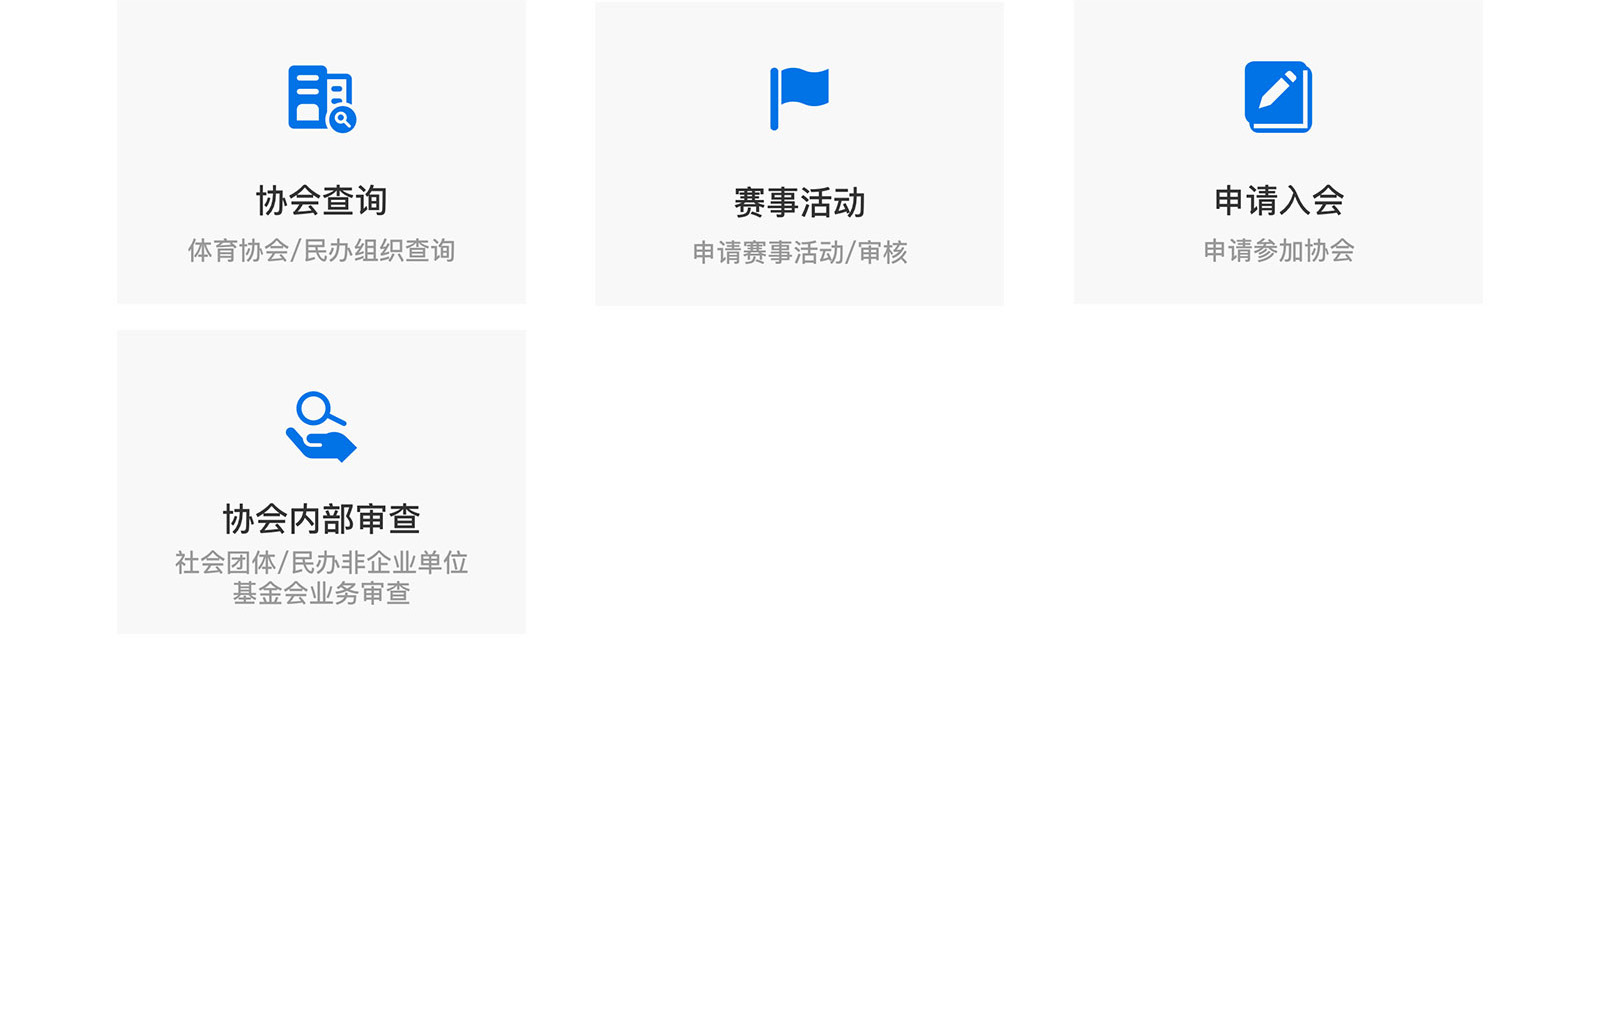 协会查询
体育协会/民办组织查询
赛事活动
申请赛事活动/审核
申请入会
申请参加协会
协会内部审查
社会团体/民办非企业单位
基金会业务审查